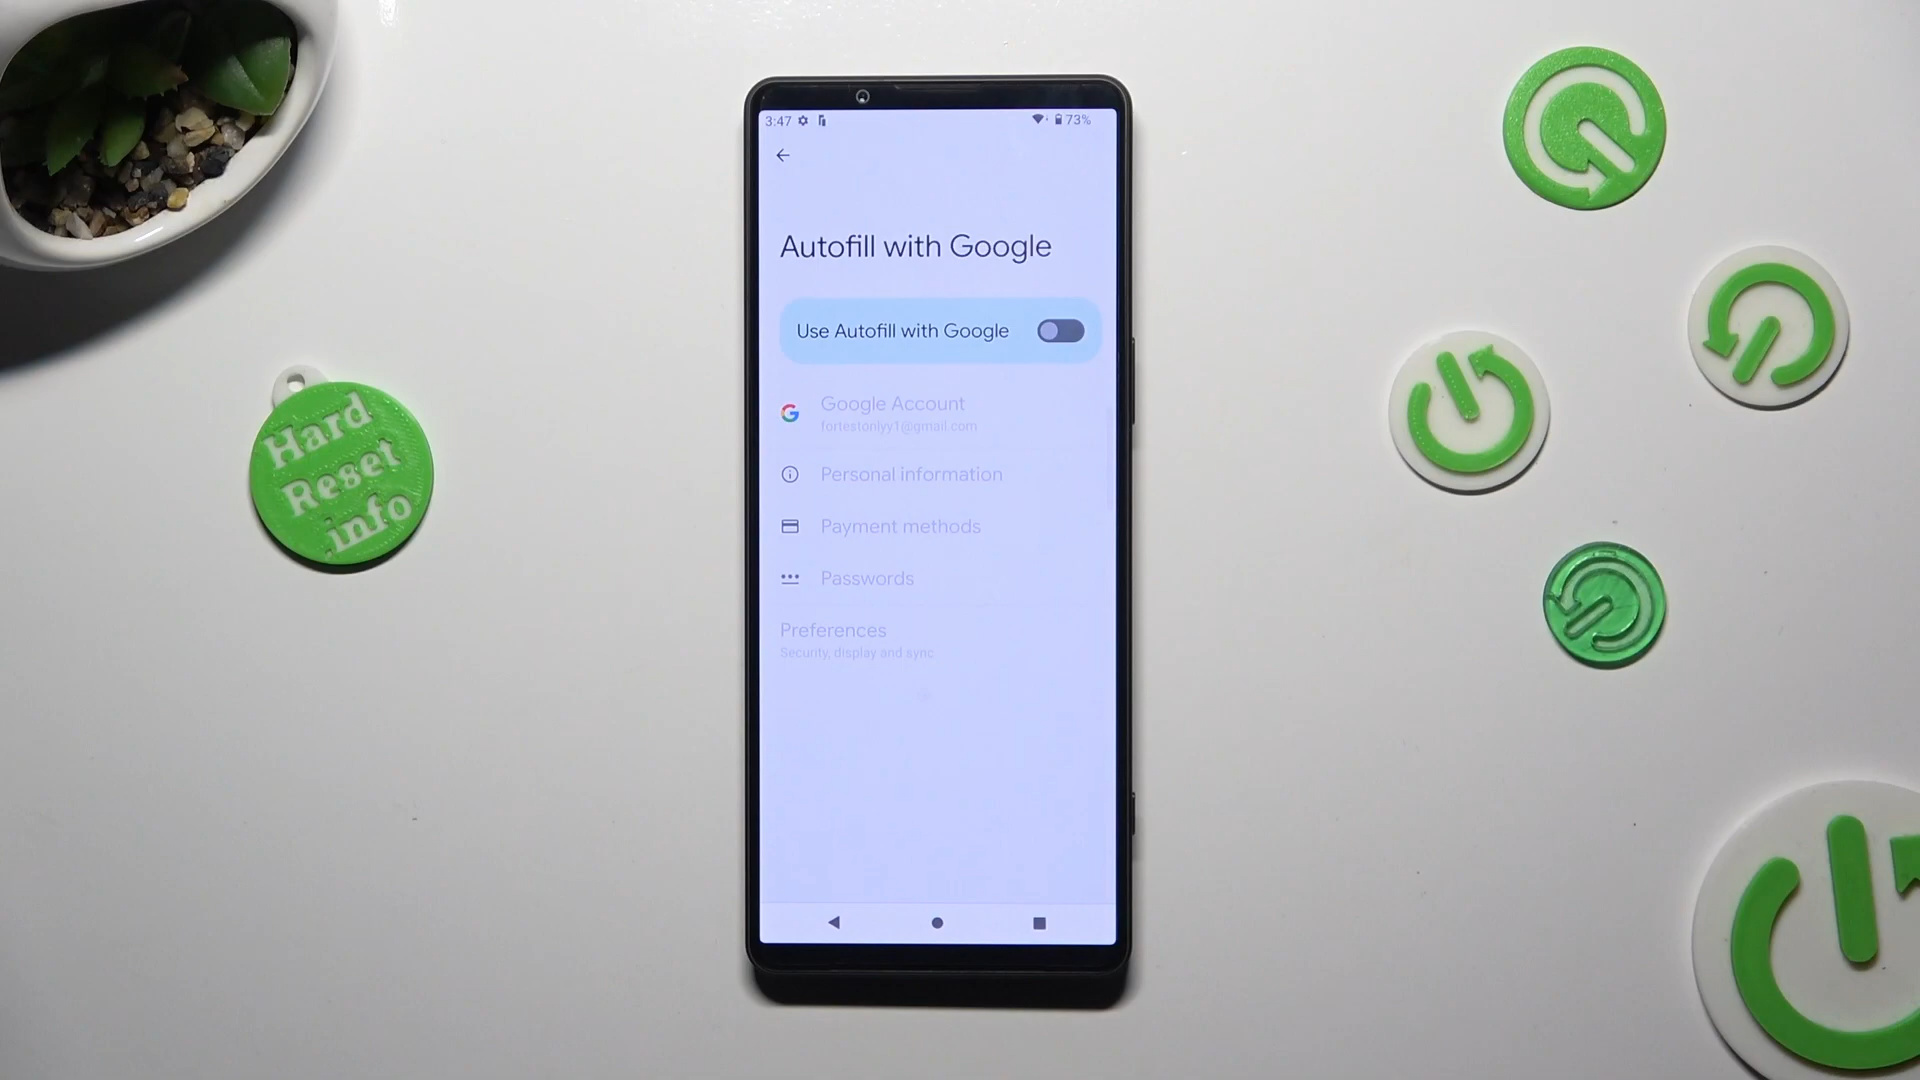 3:47
73%
Autofill with Google
Use Autofill with Google
Google Account
fortestonlyy1@gmail.com
Personal information
Payment methods
Passwords
Preferences
Security, display and sync
Hard
Reset
.info